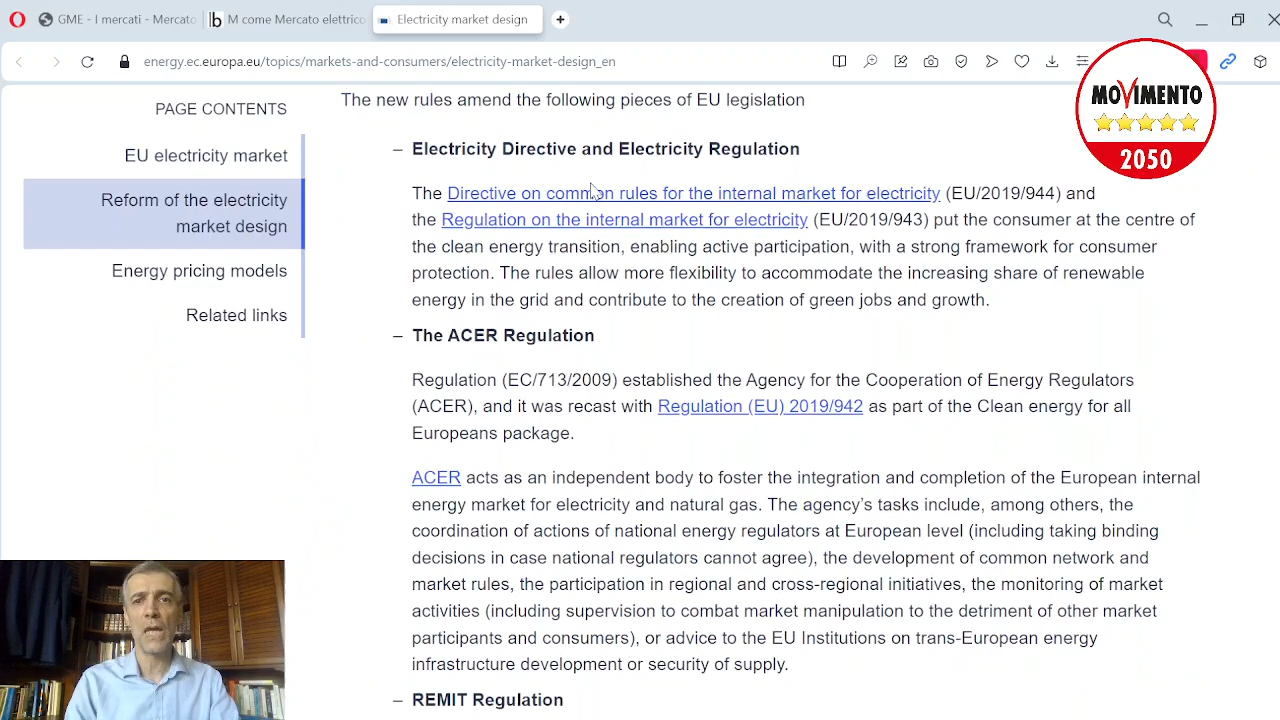 GME - I mercati - Mercato
M come Mercato elettrico
Electricity market design
energy.ec.europa.eu/topics/markets-and-consumers/electricity-market-design_en
MOVIMENTO
2050
PAGE CONTENTS
EU electricity market
Reform of the electricity
market design
Energy pricing models
Related links
The new rules amend the following pieces of EU legislation
– Electricity Directive and Electricity Regulation
The Directive on common rules for the internal market for electricity (EU/2019/944) and
the Regulation on the internal market for electricity (EU/2019/943) put the consumer at the centre of
the clean energy transition, enabling active participation, with a strong framework for consumer
protection. The rules allow more flexibility to accommodate the increasing share of renewable
energy in the grid and contribute to the creation of green jobs and growth.
– The ACER Regulation
Regulation (EC/713/2009) established the Agency for the Cooperation of Energy Regulators
(ACER), and it was recast with Regulation (EU) 2019/942 as part of the Clean energy for all
Europeans package.
ACER acts as an independent body to foster the integration and completion of the European internal
energy market for electricity and natural gas. The agency’s tasks include, among others, the
coordination of actions of national energy regulators at European level (including taking binding
decisions in case national regulators cannot agree), the development of common network and
market rules, the participation in regional and cross-regional initiatives, the monitoring of market
activities (including supervision to combat market manipulation to the detriment of other market
participants and consumers), or advice to the EU Institutions on trans-European energy
infrastructure development or security of supply.
– REMIT Regulation